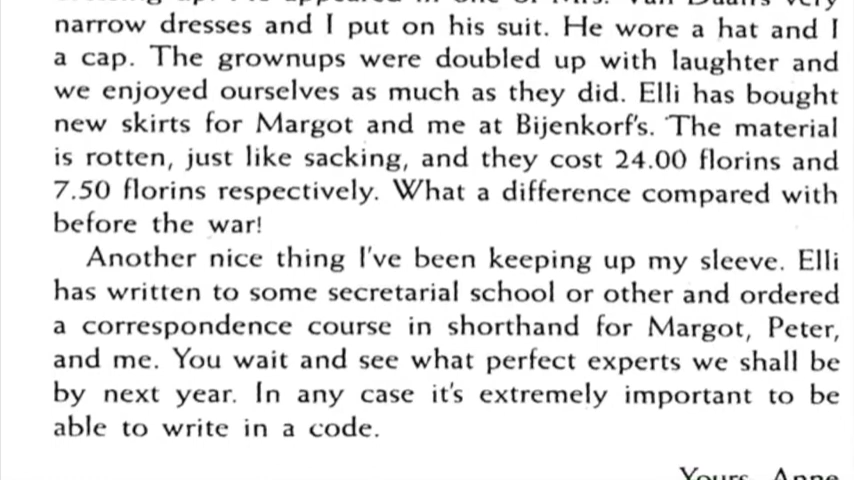 narrow dresses and I put on his suit. He wore a hat and I
a cap. The grownups were doubled up with laughter and
we enjoyed ourselves as much as they did. Elli has bought
new skirts for Margot and me at Bijenkorf's. The material
is rotten, just like sacking, and they cost 24.00 florins and
7.50 florins respectively. What a difference compared with
before the war!
Another nice thing I've been keeping up my sleeve. Elli
has written to some secretarial school or other and ordered
a correspondence course in shorthand for Margot, Peter,
and me. You wait and see what perfect experts we shall be
by next year. In any case it's extremely important to be
able to write in a code.
Yours, Anne